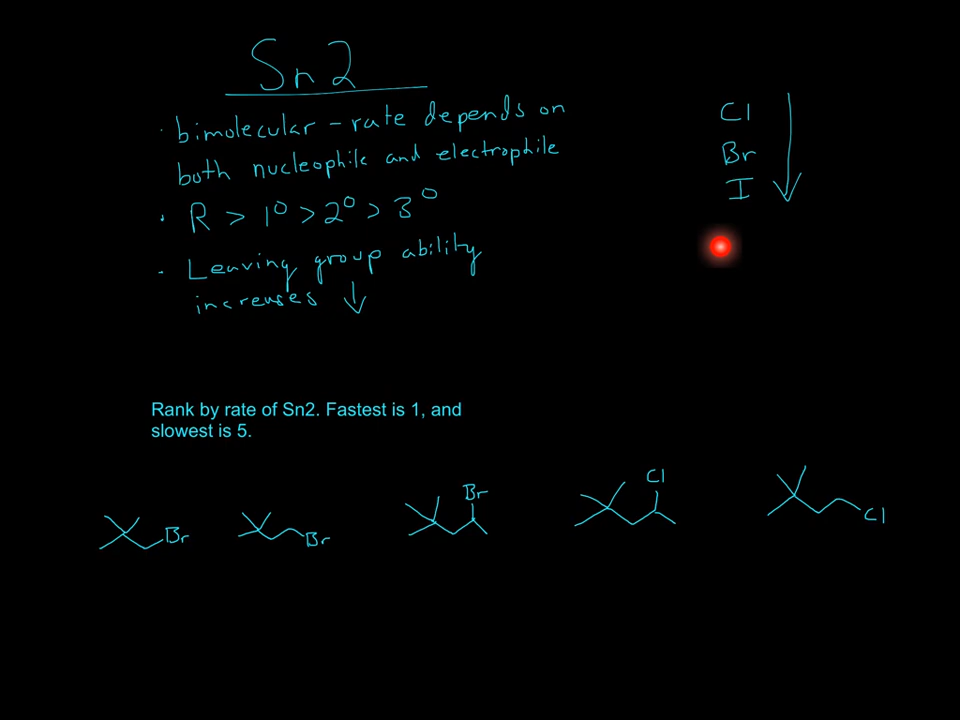 Sn2
· bimolecular - rate depends on
both nucleophile and electrophile
· R > 1° > 2° > 3°
· Leaving group ability
increases ↓
Cl
Br
I
Rank by rate of Sn2. Fastest is 1, and
slowest is 5.
Br
Br
Br
Cl
Cl